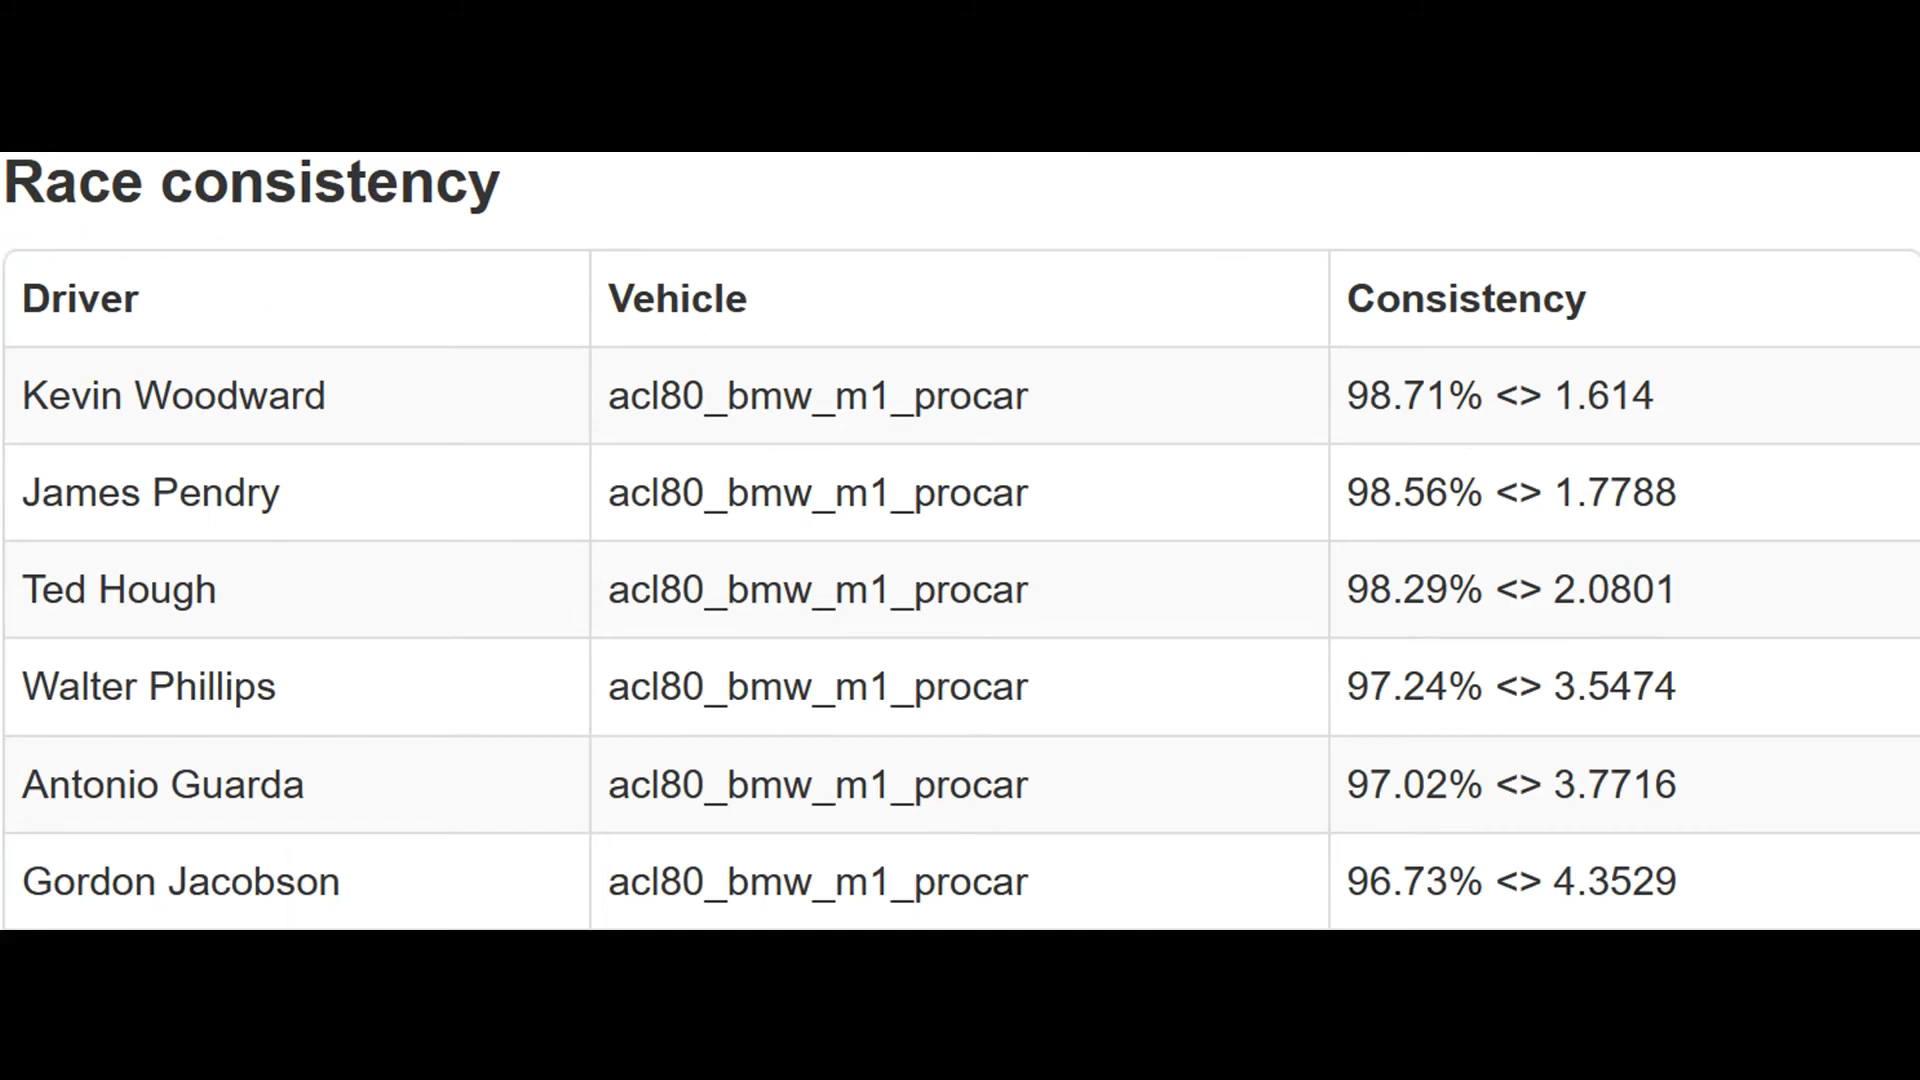 Race consistency
Driver Vehicle Consistency
Kevin Woodward acl80_bmw_m1_procar 98.71% <> 1.614
James Pendry acl80_bmw_m1_procar 98.56% <> 1.7788
Ted Hough acl80_bmw_m1_procar 98.29% <> 2.0801
Walter Phillips acl80_bmw_m1_procar 97.24% <> 3.5474
Antonio Guarda acl80_bmw_m1_procar 97.02% <> 3.7716
Gordon Jacobson acl80_bmw_m1_procar 96.73% <> 4.3529